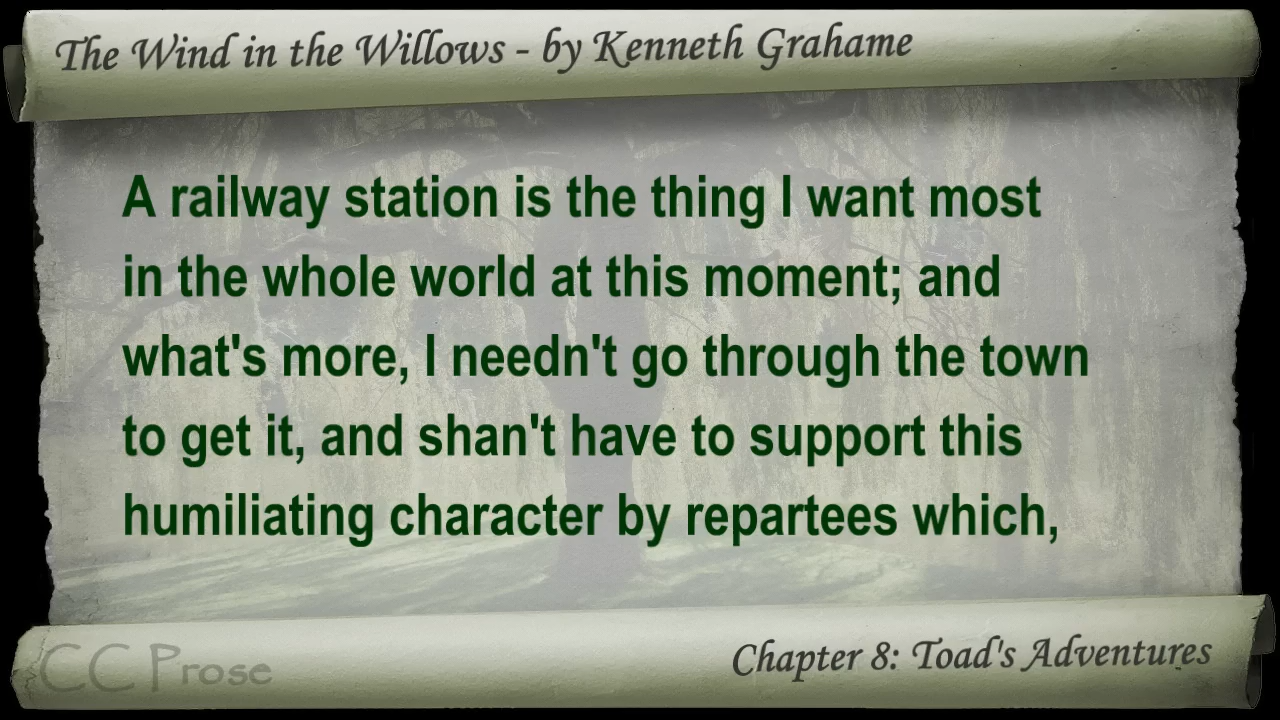 The Wind in the Willows - by Kenneth Grahame
A railway station is the thing I want most
in the whole world at this moment; and
what's more, I needn't go through the town
to get it, and shan't have to support this
humiliating character by repartees which,
CC Prose
Chapter 8: Toad's Adventures